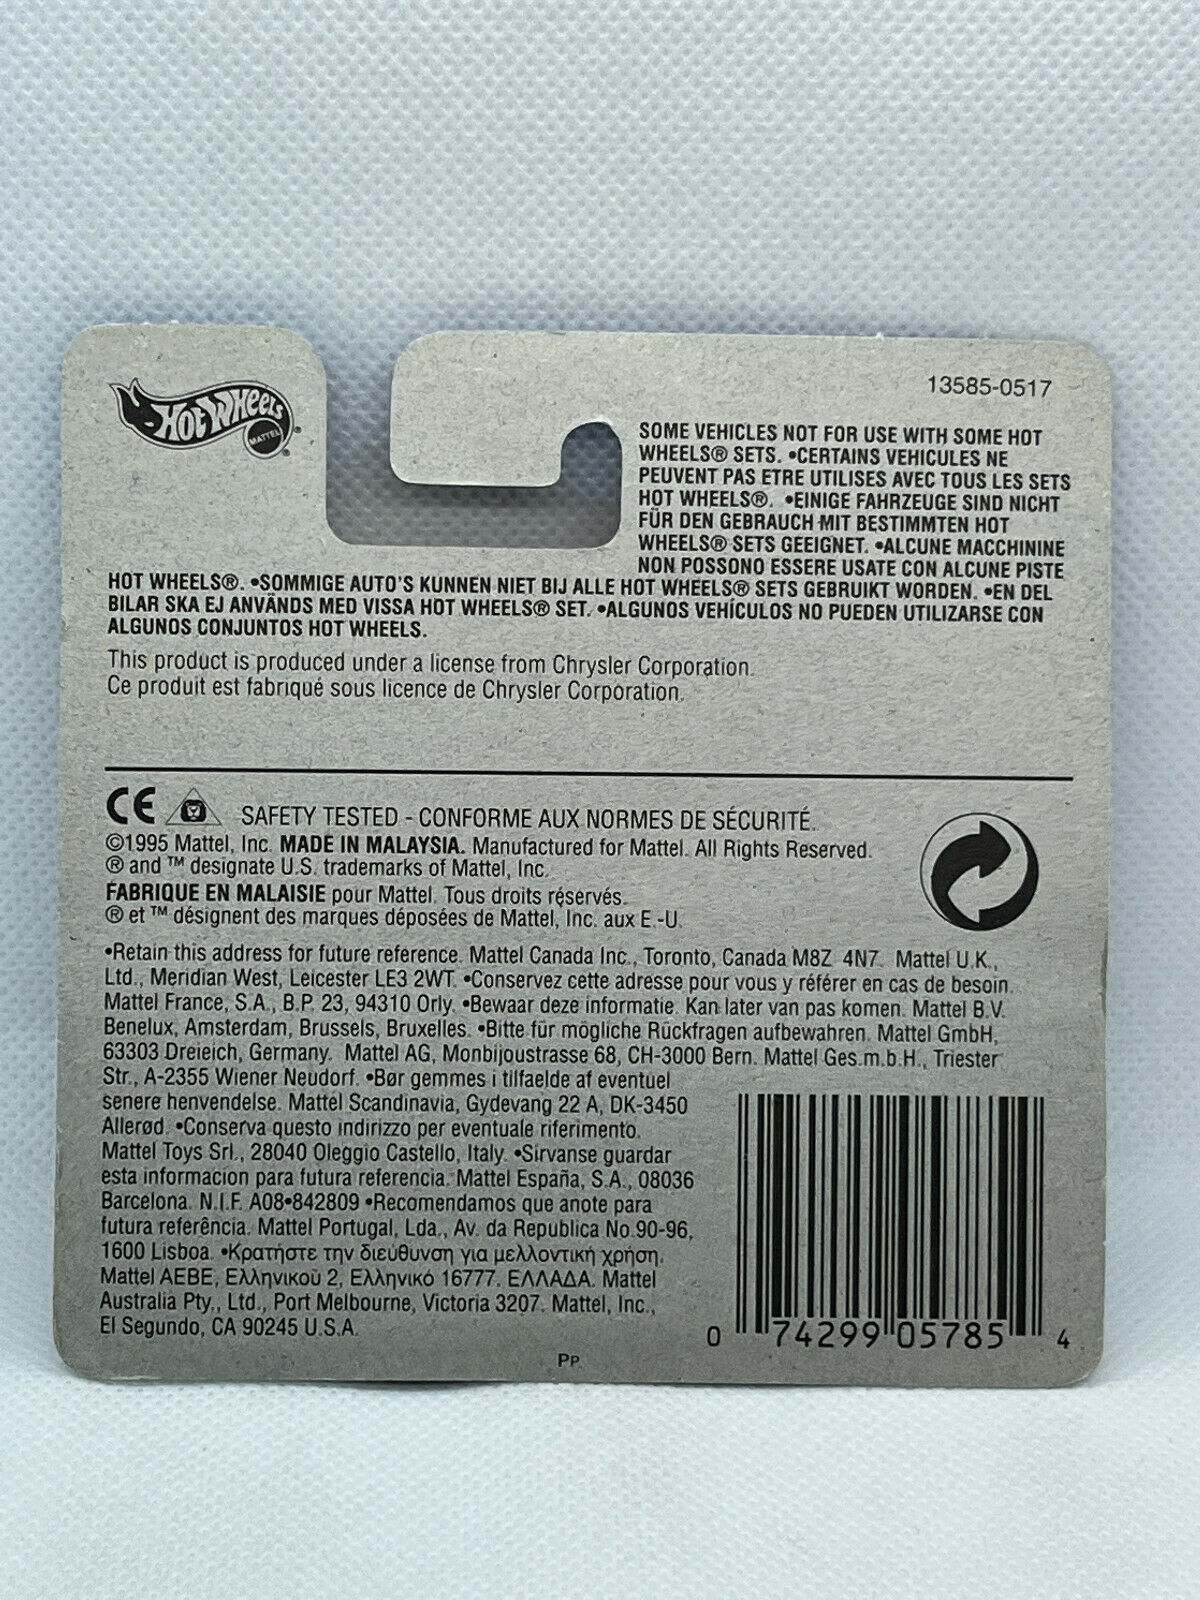 HOT WHEELS®
MATTEL®
13585-0517
SOME VEHICLES NOT FOR USE WITH SOME HOT
WHEELS® SETS. •CERTAINS VEHICULES NE
PEUVENT PAS ETRE UTILISES AVEC TOUS LES SETS
HOT WHEELS®. •EINIGE FAHRZEUGE SIND NICHT
FÜR DEN GEBRAUCH MIT BESTIMMTEN HOT
WHEELS® SETS GEEIGNET. •ALCUNE MACCHININE
NON POSSONO ESSERE USATE CON ALCUNE PISTE
HOT WHEELS®. •SOMMIGE AUTO'S KUNNEN NIET BIJ ALLE HOT WHEELS® SETS GEBRUIKT WORDEN. •EN DEL
BILAR SKA EJ ANVÄNDS MED VISSA HOT WHEELS® SET. •ALGUNOS VEHÍCULOS NO PUEDEN UTILIZARSE CON
ALGUNOS CONJUNTOS HOT WHEELS.
This product is produced under a license from Chrysler Corporation.
Ce produit est fabriqué sous licence de Chrysler Corporation.
CE SAFETY TESTED - CONFORME AUX NORMES DE SÉCURITÉ.
©1995 Mattel, Inc. MADE IN MALAYSIA. Manufactured for Mattel. All Rights Reserved.
® and ™ designate U.S. trademarks of Mattel, Inc.
FABRIQUE EN MALAISIE pour Mattel. Tous droits réservés.
® et ™ désignent des marques déposées de Mattel, Inc. aux E.-U.
•Retain this address for future reference. Mattel Canada Inc., Toronto, Canada M8Z 4N7. Mattel U.K.,
Ltd., Meridian West, Leicester LE3 2WT. •Conservez cette adresse pour vous y référer en cas de besoin.
Mattel France, S.A., B.P. 23, 94310 Orly. •Bewaar deze informatie. Kan later van pas komen. Mattel B.V.
Benelux, Amsterdam, Brussels, Bruxelles. •Bitte für mögliche Rückfragen aufbewahren. Mattel GmbH,
63303 Dreieich, Germany. Mattel AG, Monbijoustrasse 68, CH-3000 Bern. Mattel Ges.m.b.H., Triester
Str., A-2355 Wiener Neudorf. •Bør gemmes i tilfaelde af eventuel
senere henvendelse. Mattel Scandinavia, Gydevang 22 A, DK-3450
Allerød. •Conserva questo indirizzo per eventuale riferimento.
Mattel Toys Srl., 28040 Oleggio Castello, Italy. •Sirvanse guardar
esta informacion para futura referencia. Mattel España, S.A., 08036
Barcelona. N.I.F. A08•842809 •Recomendamos que anote para
futura referência. Mattel Portugal, Lda., Av. da Republica No.90-96,
1600 Lisboa. •Κρατήστε την διεύθυνση για μελλοντική χρήση.
Mattel AEBE, Ελληνικού 2, Ελληνικό 16777. ΕΛΛΑΔΑ. Mattel
Australia Pty., Ltd., Port Melbourne, Victoria 3207. Mattel, Inc.,
El Segundo, CA 90245 U.S.A.
0 74299 05785 4
PP